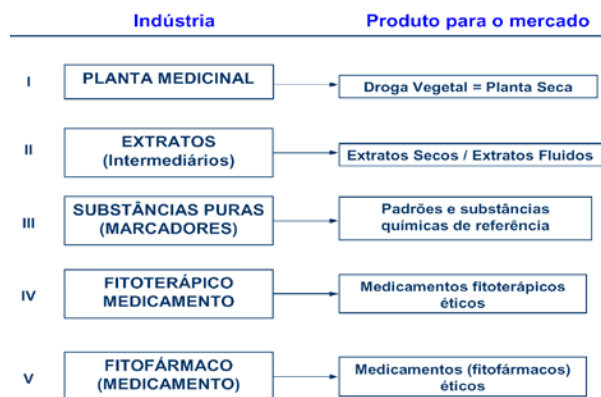 Indústria
Produto para o mercado
I
PLANTA MEDICINAL
Droga Vegetal = Planta Seca
II
EXTRATOS
(Intermediários)
Extratos Secos / Extratos Fluidos
III
SUBSTÂNCIAS PURAS
(MARCADORES)
Padrões e substâncias
químicas de referência
IV
FITOTERÁPICO
MEDICAMENTO
Medicamentos fitoterápicos
éticos
V
FITOFÁRMACO
(MEDICAMENTO)
Medicamentos (fitofármacos)
éticos